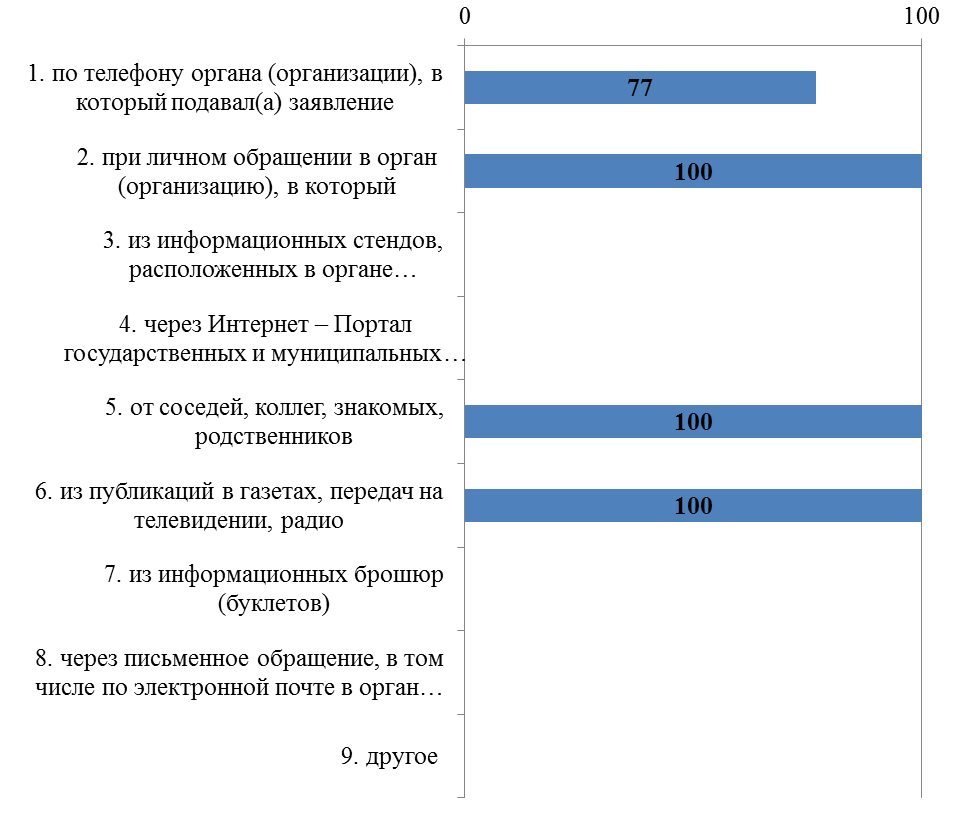 0 100
1. по телефону органа (организации), в
который подавал(а) заявление
77
2. при личном обращении в орган
(организацию), в который
100
3. из информационных стендов,
расположенных в органе…
4. через Интернет – Портал
государственных и муниципальных…
5. от соседей, коллег, знакомых,
родственников
100
6. из публикаций в газетах, передач на
телевидении, радио
100
7. из информационных брошюр
(буклетов)
8. через письменное обращение, в том
числе по электронной почте в орган…
9. другое